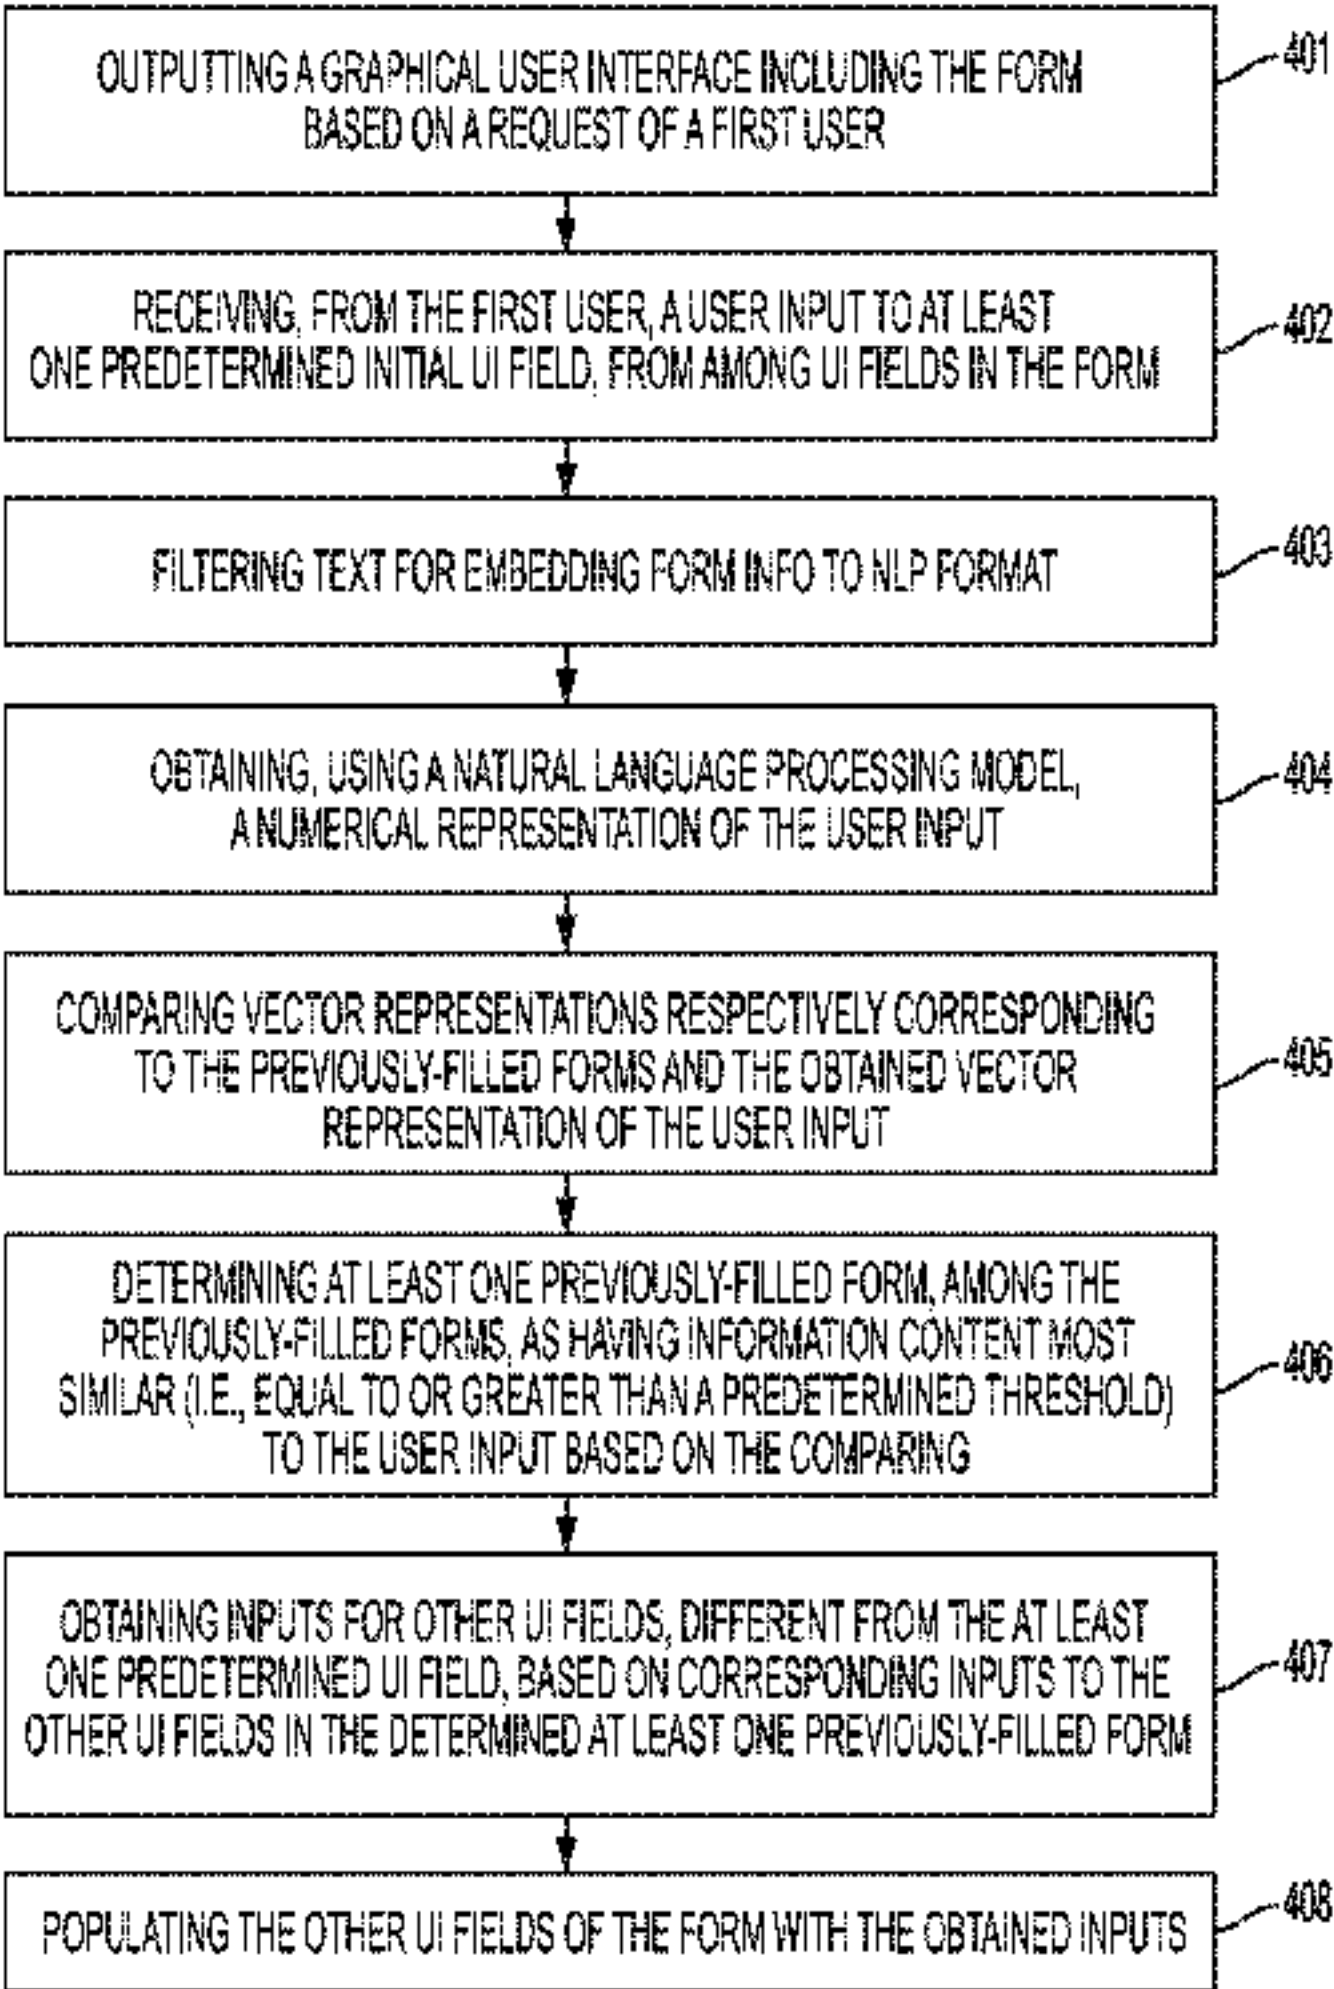 OUTPUTTING A GRAPHICAL USER INTERFACE INCLUDING THE FORM
BASED ON A REQUEST OF A FIRST USER
401
RECEIVING, FROM THE FIRST USER, A USER INPUT TO AT LEAST
ONE PREDETERMINED INITIAL UI FIELD, FROM AMONG UI FIELDS IN THE FORM
402
FILTERING TEXT FOR EMBEDDING FORM INFO TO NLP FORMAT
403
OBTAINING, USING A NATURAL LANGUAGE PROCESSING MODEL,
A NUMERICAL REPRESENTATION OF THE USER INPUT
404
COMPARING VECTOR REPRESENTATIONS RESPECTIVELY CORRESPONDING
TO THE PREVIOUSLY-FILLED FORMS AND THE OBTAINED VECTOR
REPRESENTATION OF THE USER INPUT
405
DETERMINING AT LEAST ONE PREVIOUSLY-FILLED FORM, AMONG THE
PREVIOUSLY-FILLED FORMS, AS HAVING INFORMATION CONTENT MOST
SIMILAR (I.E., EQUAL TO OR GREATER THAN A PREDETERMINED THRESHOLD)
TO THE USER INPUT BASED ON THE COMPARING
406
OBTAINING INPUTS FOR OTHER UI FIELDS, DIFFERENT FROM THE AT LEAST
ONE PREDETERMINED UI FIELD, BASED ON CORRESPONDING INPUTS TO THE
OTHER UI FIELDS IN THE DETERMINED AT LEAST ONE PREVIOUSLY-FILLED FORM
407
POPULATING THE OTHER UI FIELDS OF THE FORM WITH THE OBTAINED INPUTS
408